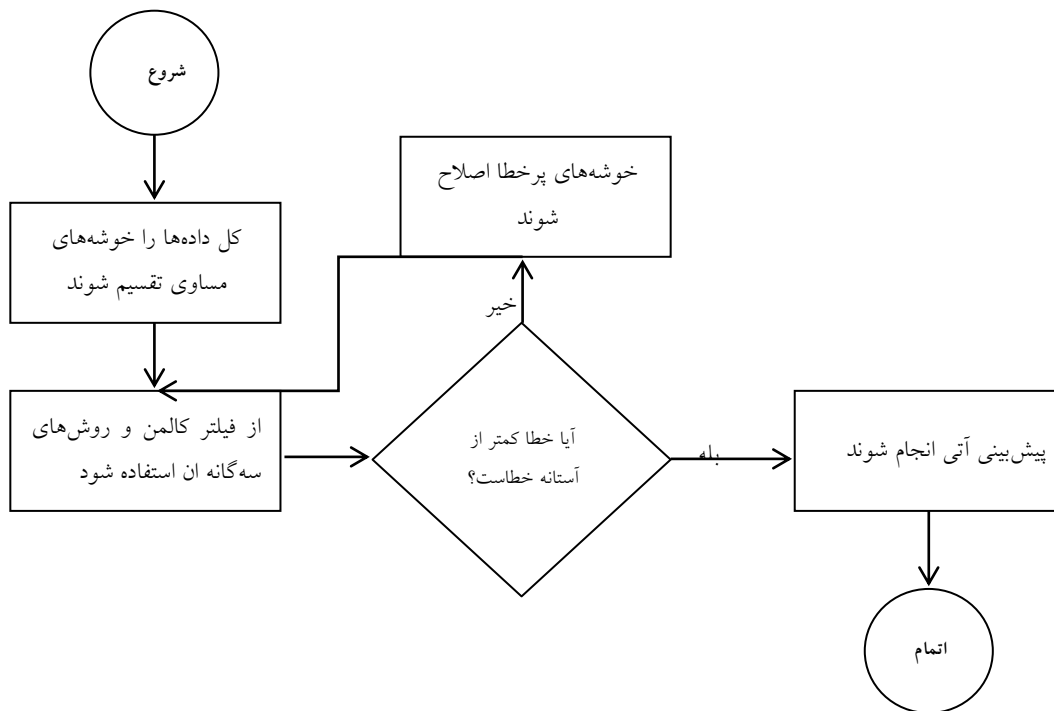 شروع
کل داده‌ها را خوشه‌های
مساوی تقسیم شوند
از فیلتر کالمن و روش‌های
سه‌گانه ان استفاده شود
آیا خطا کمتر از
آستانه خطاست؟
خیر
خوشه‌های پرخطا اصلاح
شوند
بله
پیش‌بینی آتی انجام شوند
اتمام